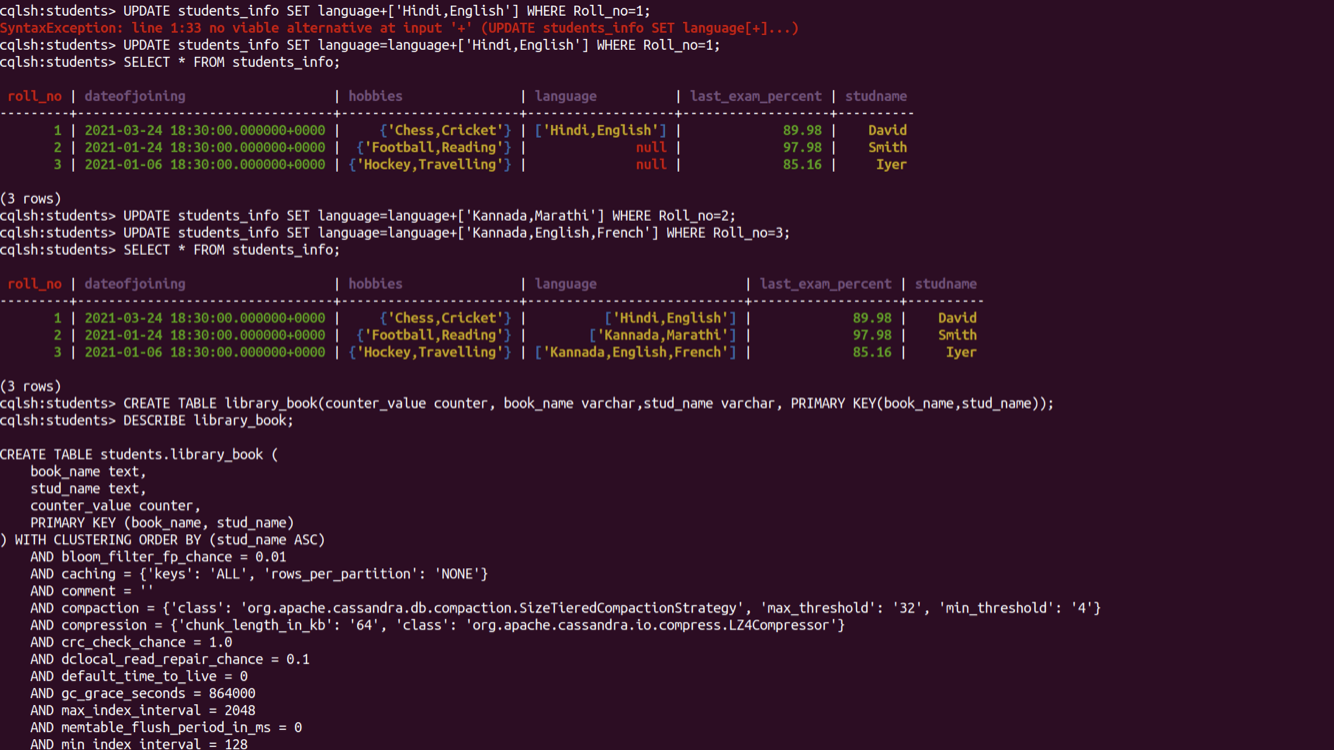 cqlsh:students> UPDATE students_info SET language+['Hindi,English'] WHERE Roll_no=1;
SyntaxException: line 1:33 no viable alternative at input '+' (UPDATE students_info SET language[+]...)
cqlsh:students> UPDATE students_info SET language=language+['Hindi,English'] WHERE Roll_no=1;
cqlsh:students> SELECT * FROM students_info;

 roll_no | dateofjoining                   | hobbies               | language          | last_exam_percent | studname
---------+---------------------------------+-----------------------+-------------------+-------------------+----------
       1 | 2021-03-24 18:30:00.000000+0000 |     {'Chess,Cricket'} | ['Hindi,English'] |             89.98 |    David
       2 | 2021-01-24 18:30:00.000000+0000 |  {'Football,Reading'} |              null |             97.98 |    Smith
       3 | 2021-01-06 18:30:00.000000+0000 | {'Hockey,Travelling'} |              null |             85.16 |     Iyer

(3 rows)
cqlsh:students> UPDATE students_info SET language=language+['Kannada,Marathi'] WHERE Roll_no=2;
cqlsh:students> UPDATE students_info SET language=language+['Kannada,English,French'] WHERE Roll_no=3;
cqlsh:students> SELECT * FROM students_info;

 roll_no | dateofjoining                   | hobbies               | language                   | last_exam_percent | studname
---------+---------------------------------+-----------------------+----------------------------+-------------------+----------
       1 | 2021-03-24 18:30:00.000000+0000 |     {'Chess,Cricket'} |          ['Hindi,English'] |             89.98 |    David
       2 | 2021-01-24 18:30:00.000000+0000 |  {'Football,Reading'} |        ['Kannada,Marathi'] |             97.98 |    Smith
       3 | 2021-01-06 18:30:00.000000+0000 | {'Hockey,Travelling'} | ['Kannada,English,French'] |             85.16 |     Iyer

(3 rows)
cqlsh:students> CREATE TABLE library_book(counter_value counter, book_name varchar,stud_name varchar, PRIMARY KEY(book_name,stud_name));
cqlsh:students> DESCRIBE library_book;

CREATE TABLE students.library_book (
    book_name text,
    stud_name text,
    counter_value counter,
    PRIMARY KEY (book_name, stud_name)
) WITH CLUSTERING ORDER BY (stud_name ASC)
    AND bloom_filter_fp_chance = 0.01
    AND caching = {'keys': 'ALL', 'rows_per_partition': 'NONE'}
    AND comment = ''
    AND compaction = {'class': 'org.apache.cassandra.db.compaction.SizeTieredCompactionStrategy', 'max_threshold': '32', 'min_threshold': '4'}
    AND compression = {'chunk_length_in_kb': '64', 'class': 'org.apache.cassandra.io.compress.LZ4Compressor'}
    AND crc_check_chance = 1.0
    AND dclocal_read_repair_chance = 0.1
    AND default_time_to_live = 0
    AND gc_grace_seconds = 864000
    AND max_index_interval = 2048
    AND memtable_flush_period_in_ms = 0
    AND min_index_interval = 128